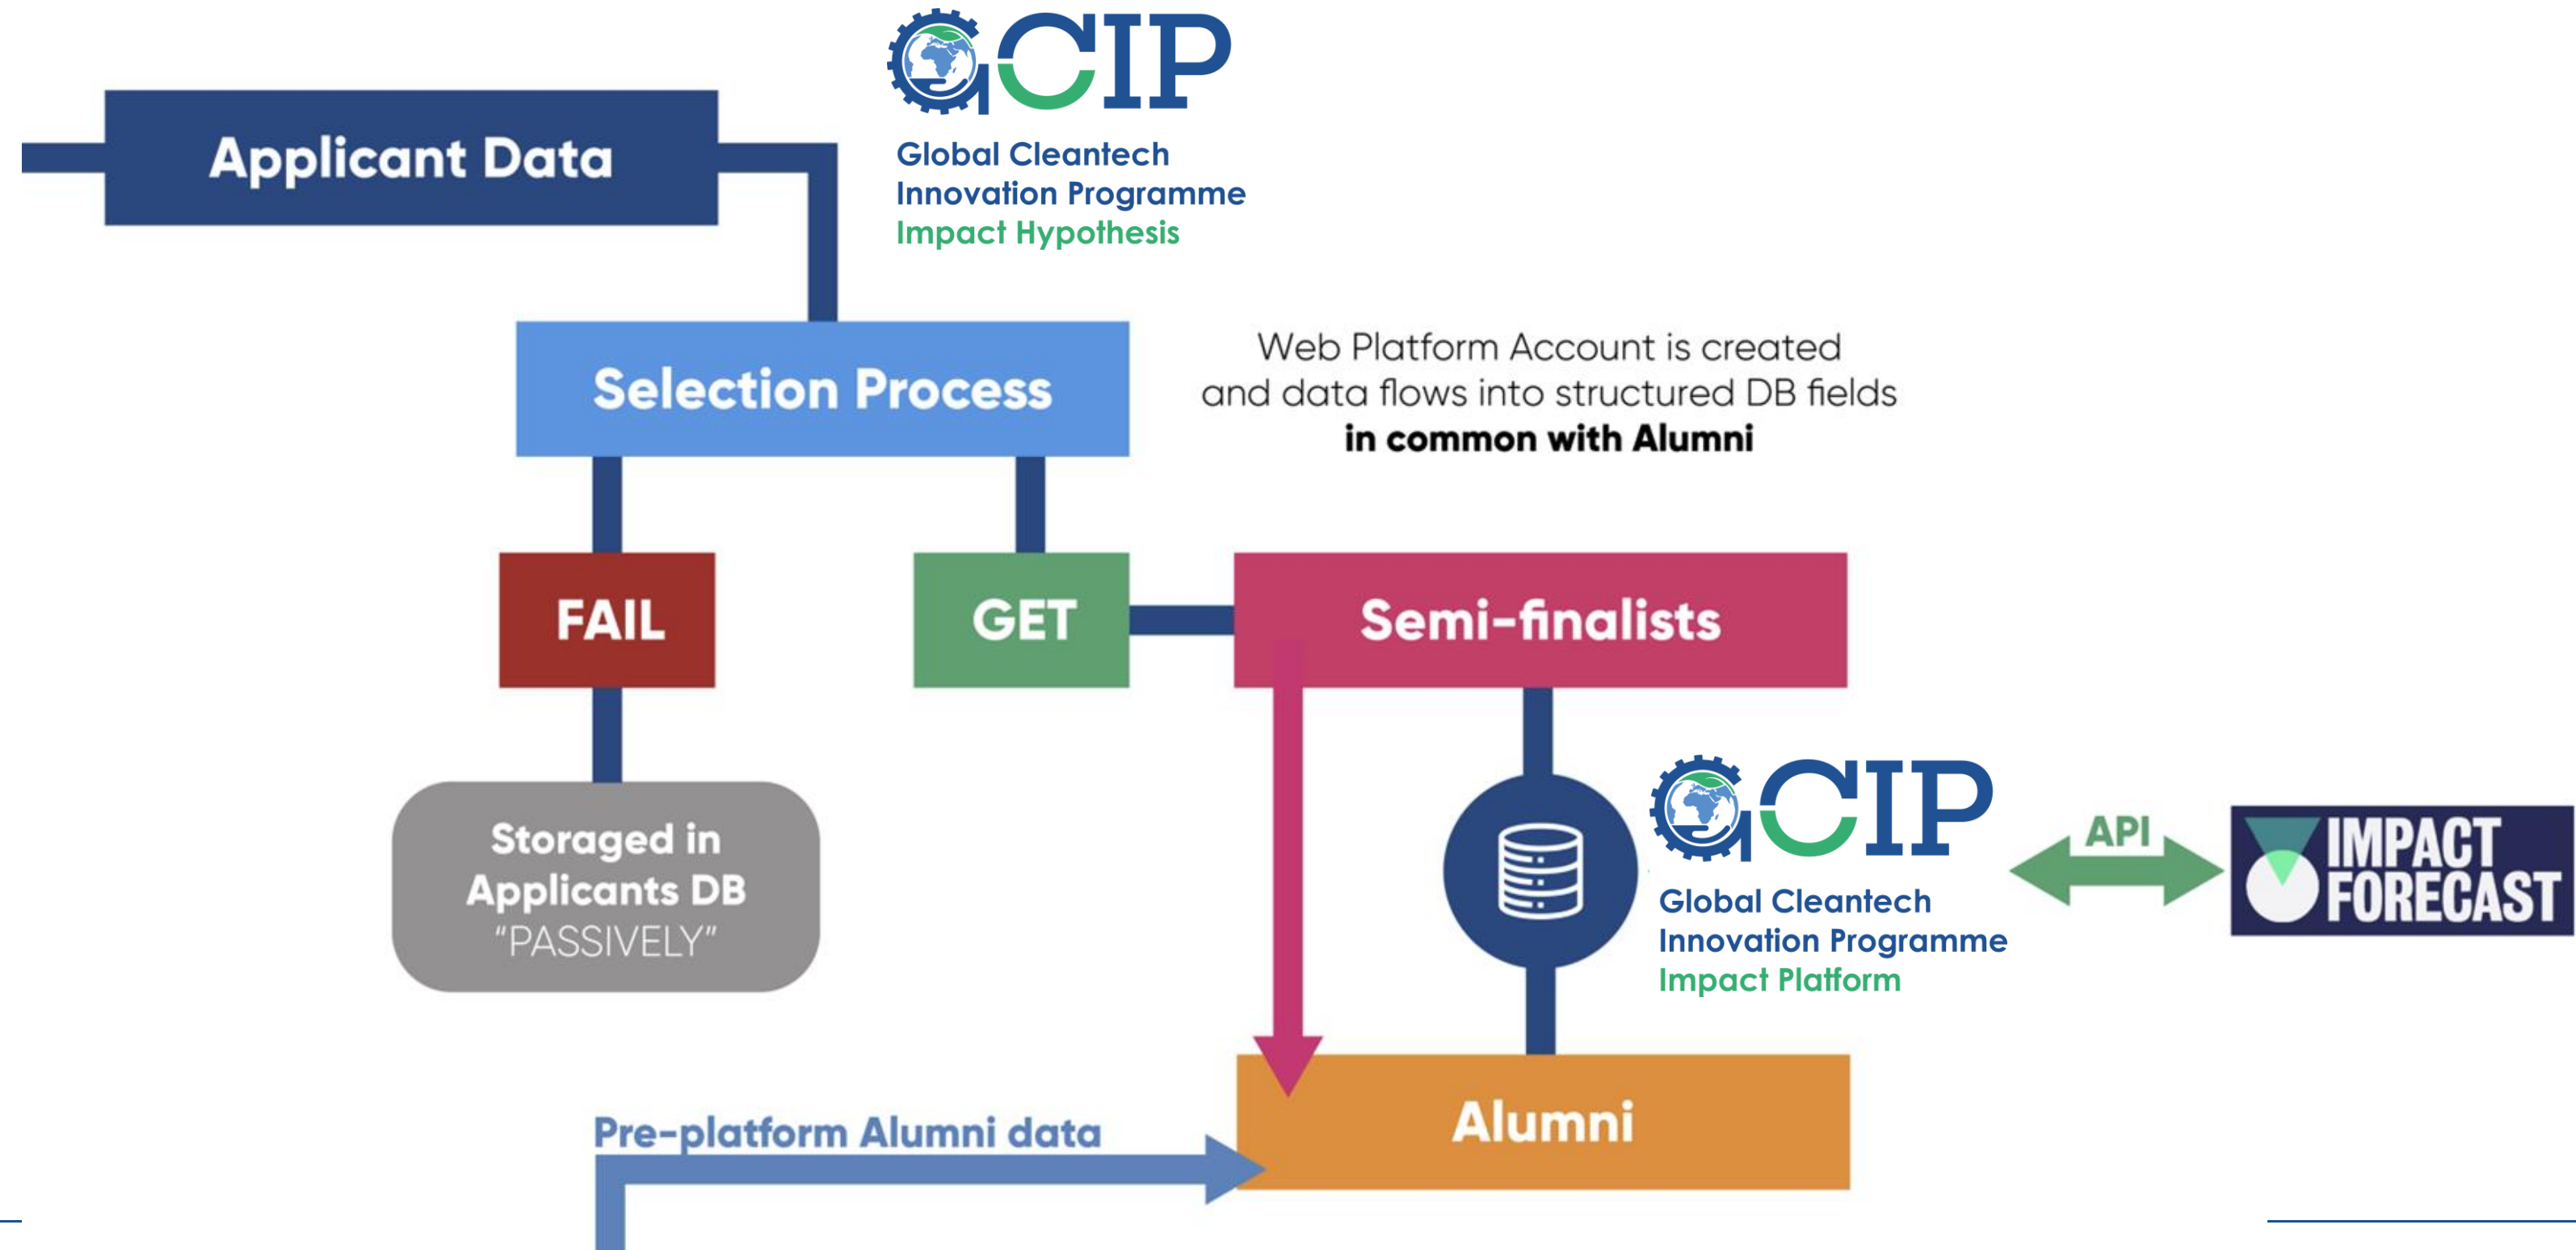 GCIP
Global Cleantech
Innovation Programme
Impact Hypothesis
Applicant Data
Selection Process
Web Platform Account is created
and data flows into structured DB fields
in common with Alumni
FAIL
GET
Semi-finalists
Storaged in
Applicants DB
“PASSIVELY”
GCIP
Global Cleantech
Innovation Programme
Impact Platform
API
IMPACT
FORECAST
Pre-platform Alumni data
Alumni